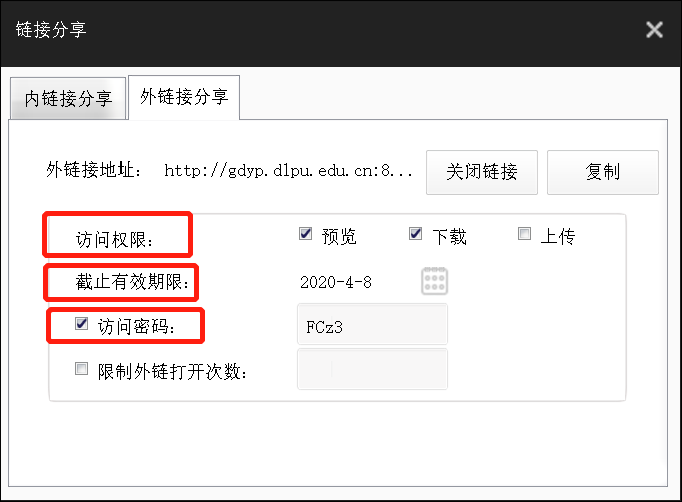 链接分享
内链接分享 外链接分享
外链接地址： http://gdyp.dlpu.edu.cn:8... 关闭链接 复制
访问权限： 预览 下载 上传
截止有效期限： 2020-4-8
访问密码： FCz3
限制外链打开次数：